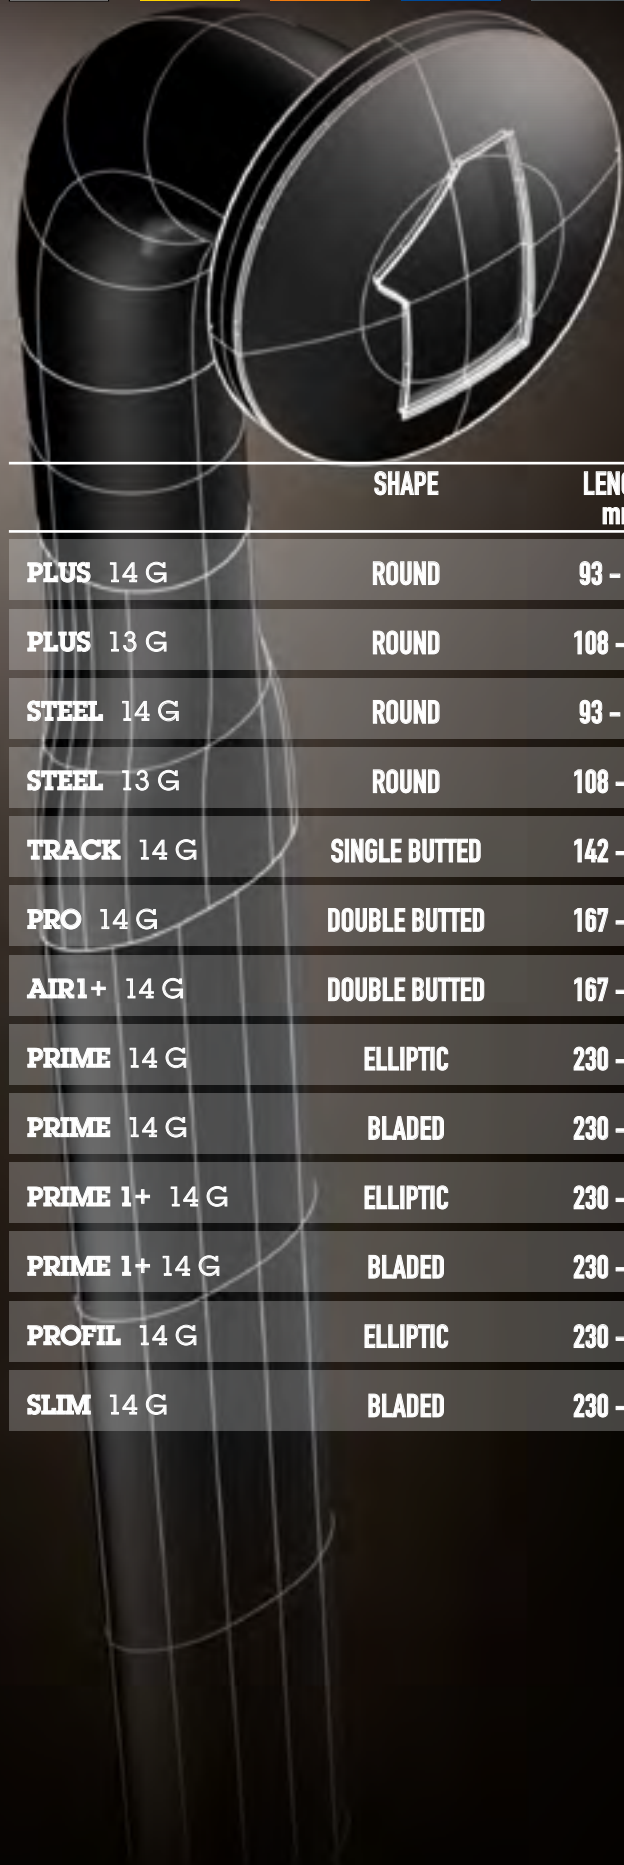 SHAPE LENG
mm
PLUS 14 G ROUND 93 –
PLUS 13 G ROUND 108 –
STEEL 14 G ROUND 93 –
STEEL 13 G ROUND 108 –
TRACK 14 G SINGLE BUTTED 142 –
PRO 14 G DOUBLE BUTTED 167 –
AIR1+ 14 G DOUBLE BUTTED 167 –
PRIME 14 G ELLIPTIC 230 –
PRIME 14 G BLADED 230 –
PRIME 1+ 14 G ELLIPTIC 230 –
PRIME 1+ 14 G BLADED 230 –
PROFIL 14 G ELLIPTIC 230 –
SLIM 14 G BLADED 230 –